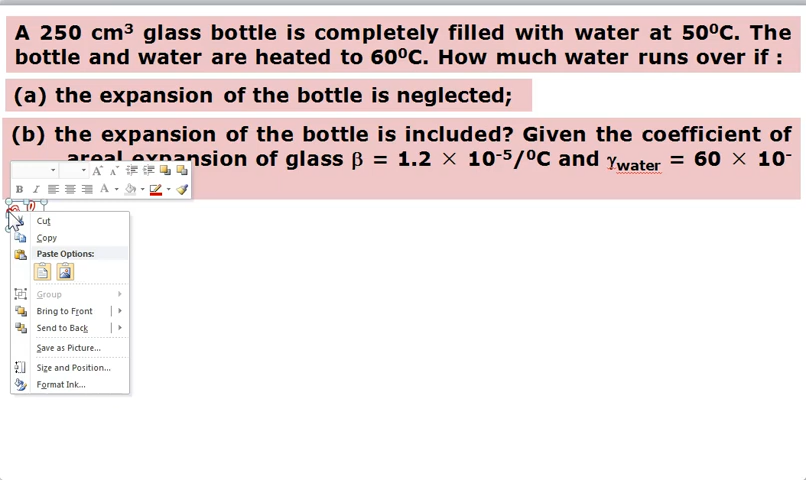 A 250 cm³ glass bottle is completely filled with water at 50⁰C. The
bottle and water are heated to 60⁰C. How much water runs over if :
(a) the expansion of the bottle is neglected;
(b) the expansion of the bottle is included? Given the coefficient of
areal expansion of glass β = 1.2 × 10⁻⁵/⁰C and γwater = 60 × 10⁻
B I A
Cut
Copy
Paste Options:
Group
Bring to Front
Send to Back
Save as Picture...
Size and Position...
Format Ink...